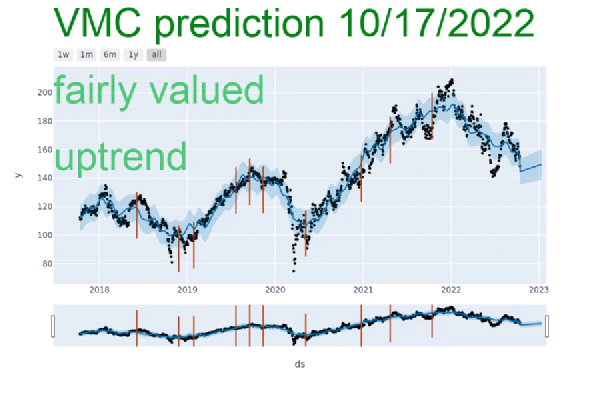 VMC prediction 10/17/2022
1w 1m 6m 1y all
fairly valued
uptrend
y
200
180
160
140
120
100
80
2018 2019 2020 2021 2022 2023
ds